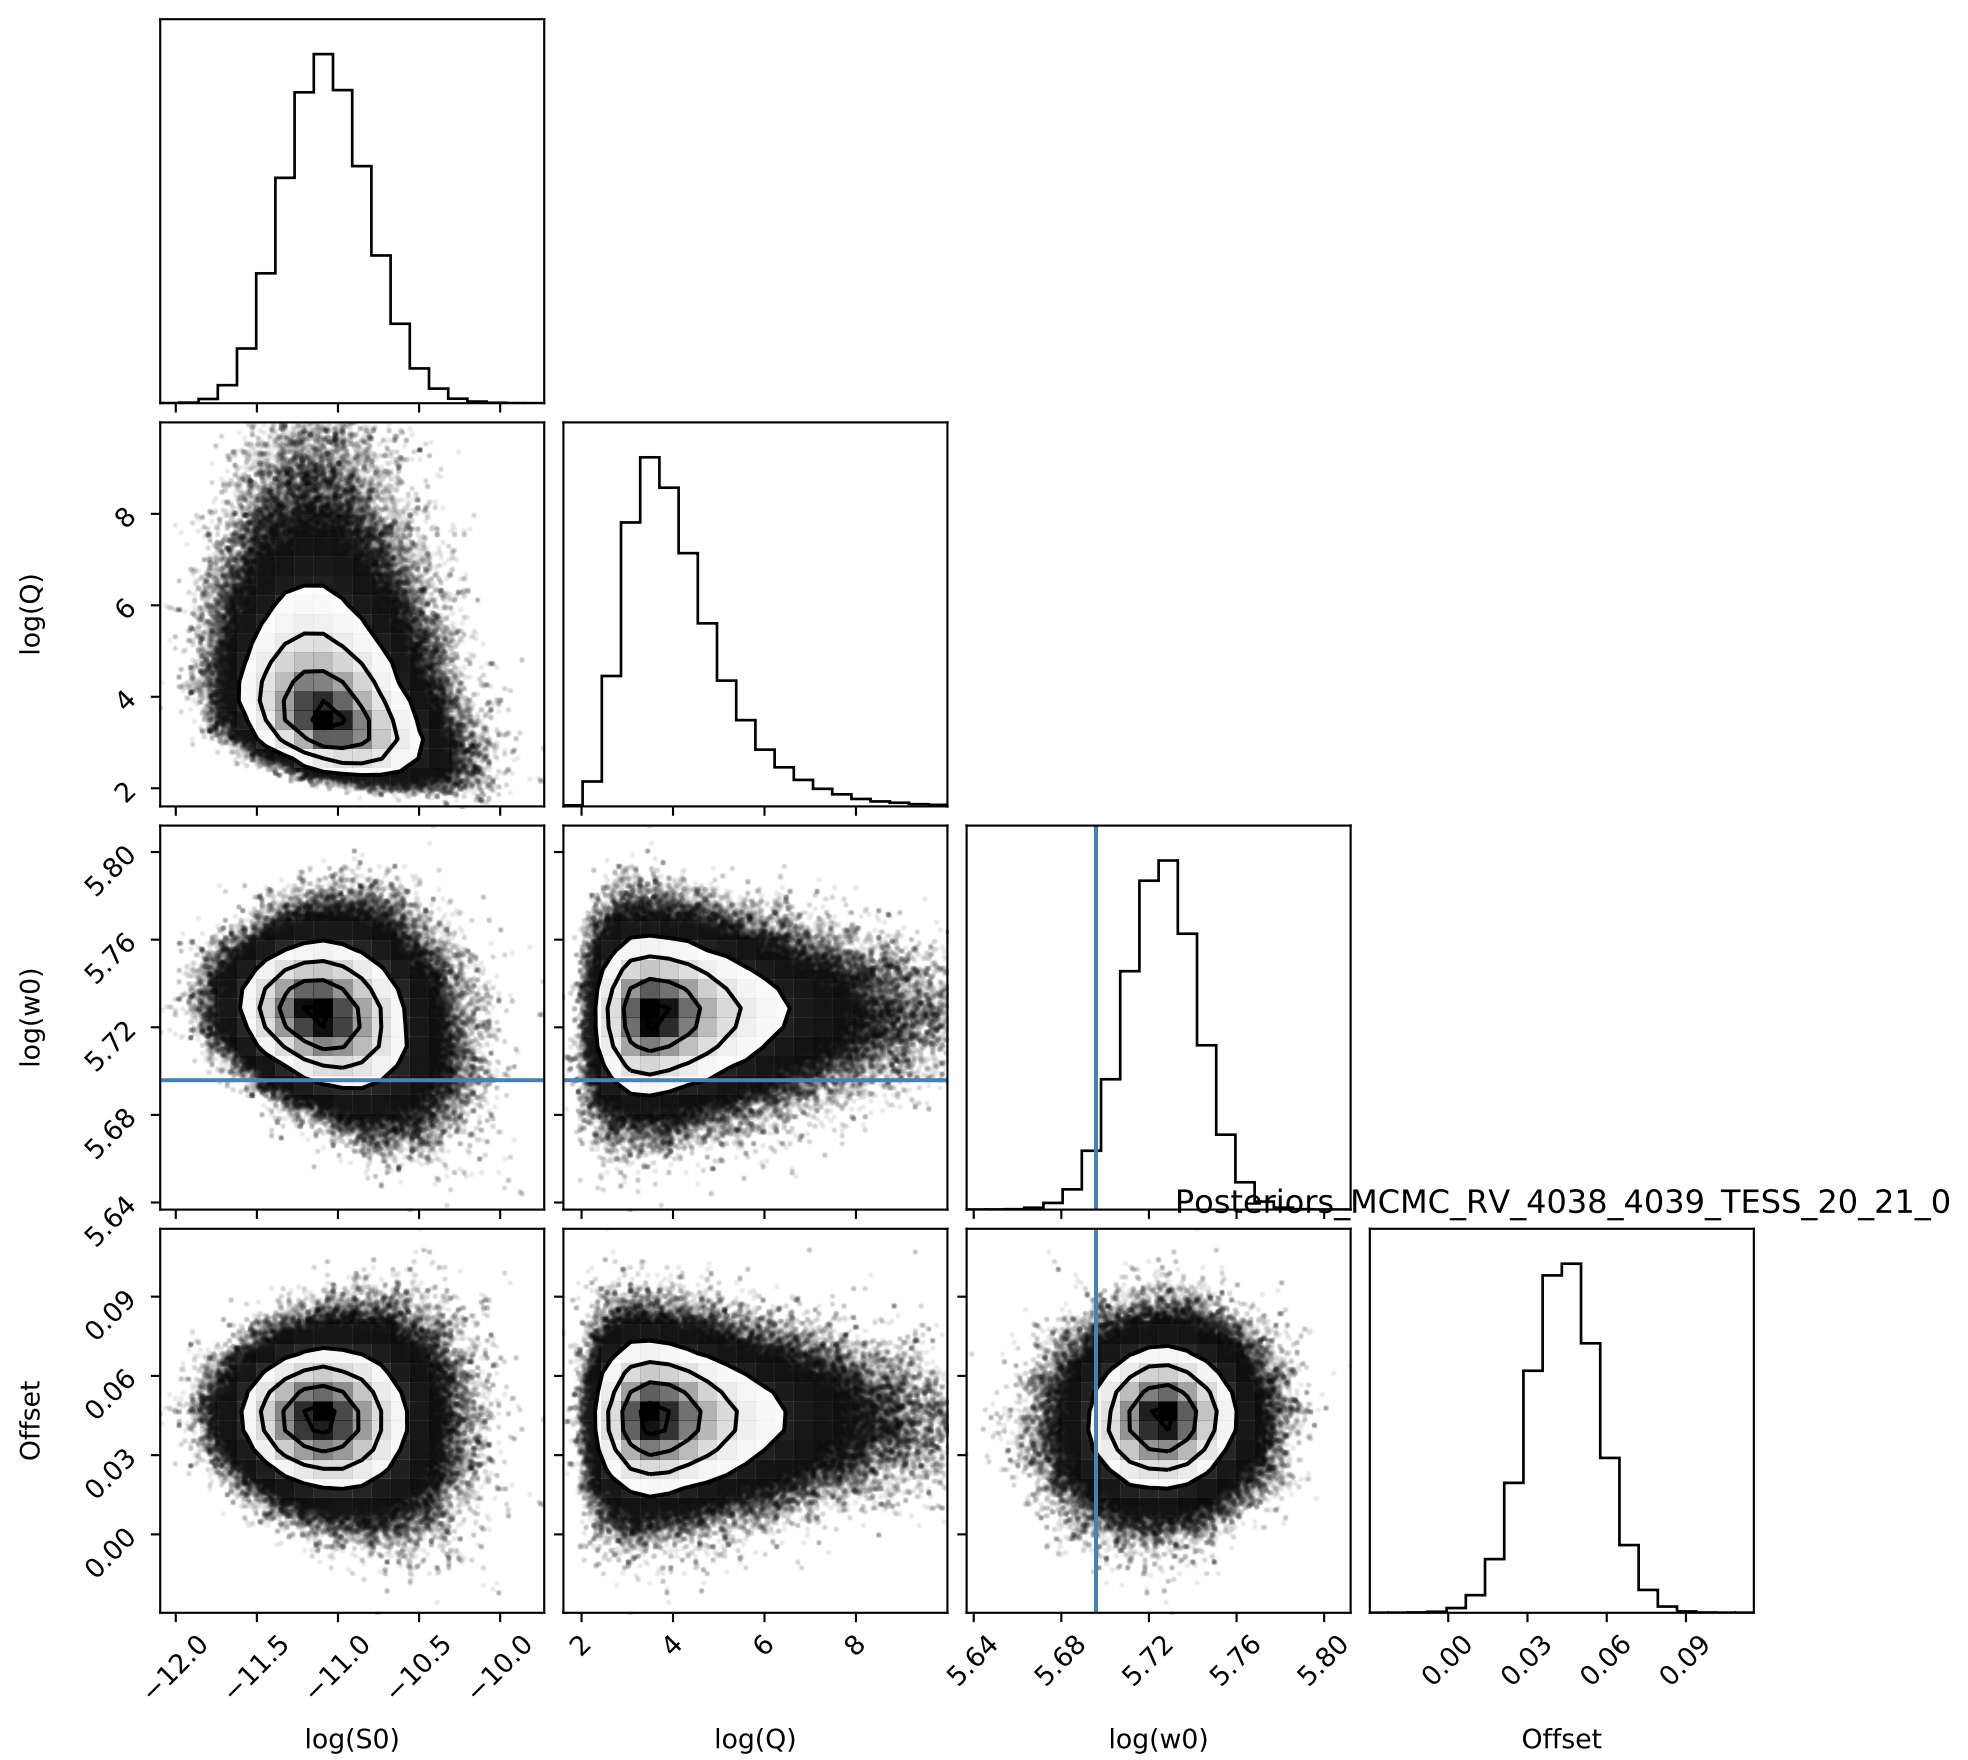 log(Q)
8
6
4
2
log(w0)
5.80
5.76
5.72
5.68
5.64
Posteriors_MCMC_RV_4038_4039_TESS_20_21_0
Offset
0.09
0.06
0.03
0.00
−12.0 −11.5 −11.0 −10.5 −10.0 2 4 6 8 5.64 5.68 5.72 5.76 5.80 0.00 0.03 0.06 0.09
log(S0) log(Q) log(w0) Offset